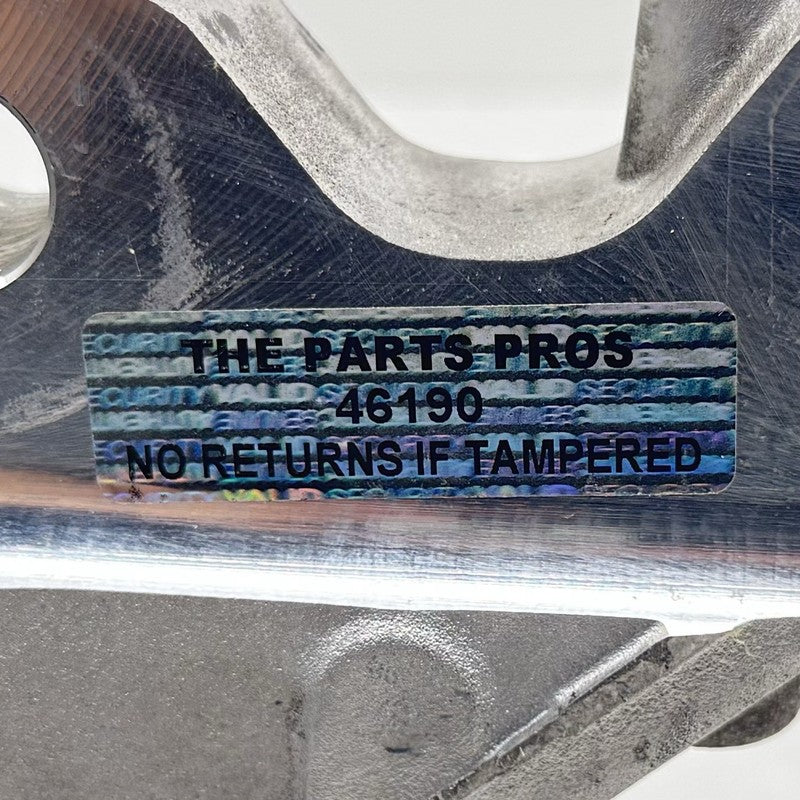 THE PARTS PROS
46190
NO RETURNS IF TAMPERED